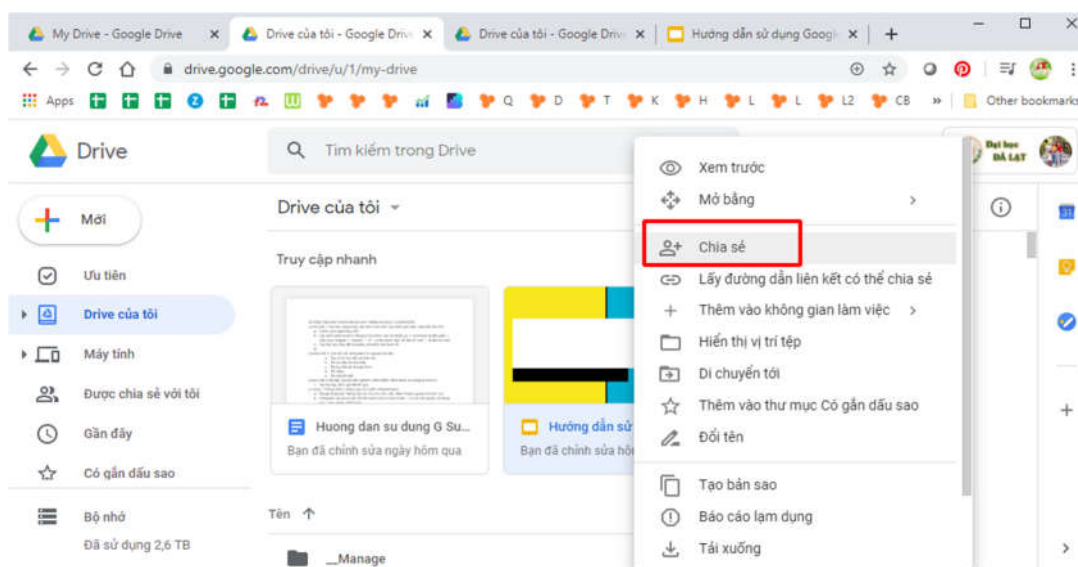 My Drive - Google Drive
Drive của tôi - Google Driv
Drive của tôi - Google Driv
Hướng dẫn sử dụng Googl
drive.google.com/drive/u/1/my-drive
Apps
Q
D
T
K
H
L
L
L2
CB
»
Other bookmarks
Drive
Tìm kiếm trong Drive
Đại học
ĐÀ LẠT
Mới
Drive của tôi
Truy cập nhanh
Ưu tiên
Drive của tôi
Máy tính
Được chia sẻ với tôi
Gần đây
Có gắn dấu sao
Bộ nhớ
Đã sử dụng 2,6 TB
Huong dan su dung G Su...
Bạn đã chỉnh sửa ngày hôm qua
Hướng dẫn sử
Bạn đã chỉnh sửa hô
Tên
__Manage
Xem trước
Mở bằng
Chia sẻ
Lấy đường dẫn liên kết có thể chia sẻ
Thêm vào không gian làm việc
Hiển thị vị trí tệp
Di chuyển tới
Thêm vào thư mục Có gắn dấu sao
Đổi tên
Tạo bản sao
Báo cáo lạm dụng
Tải xuống
31